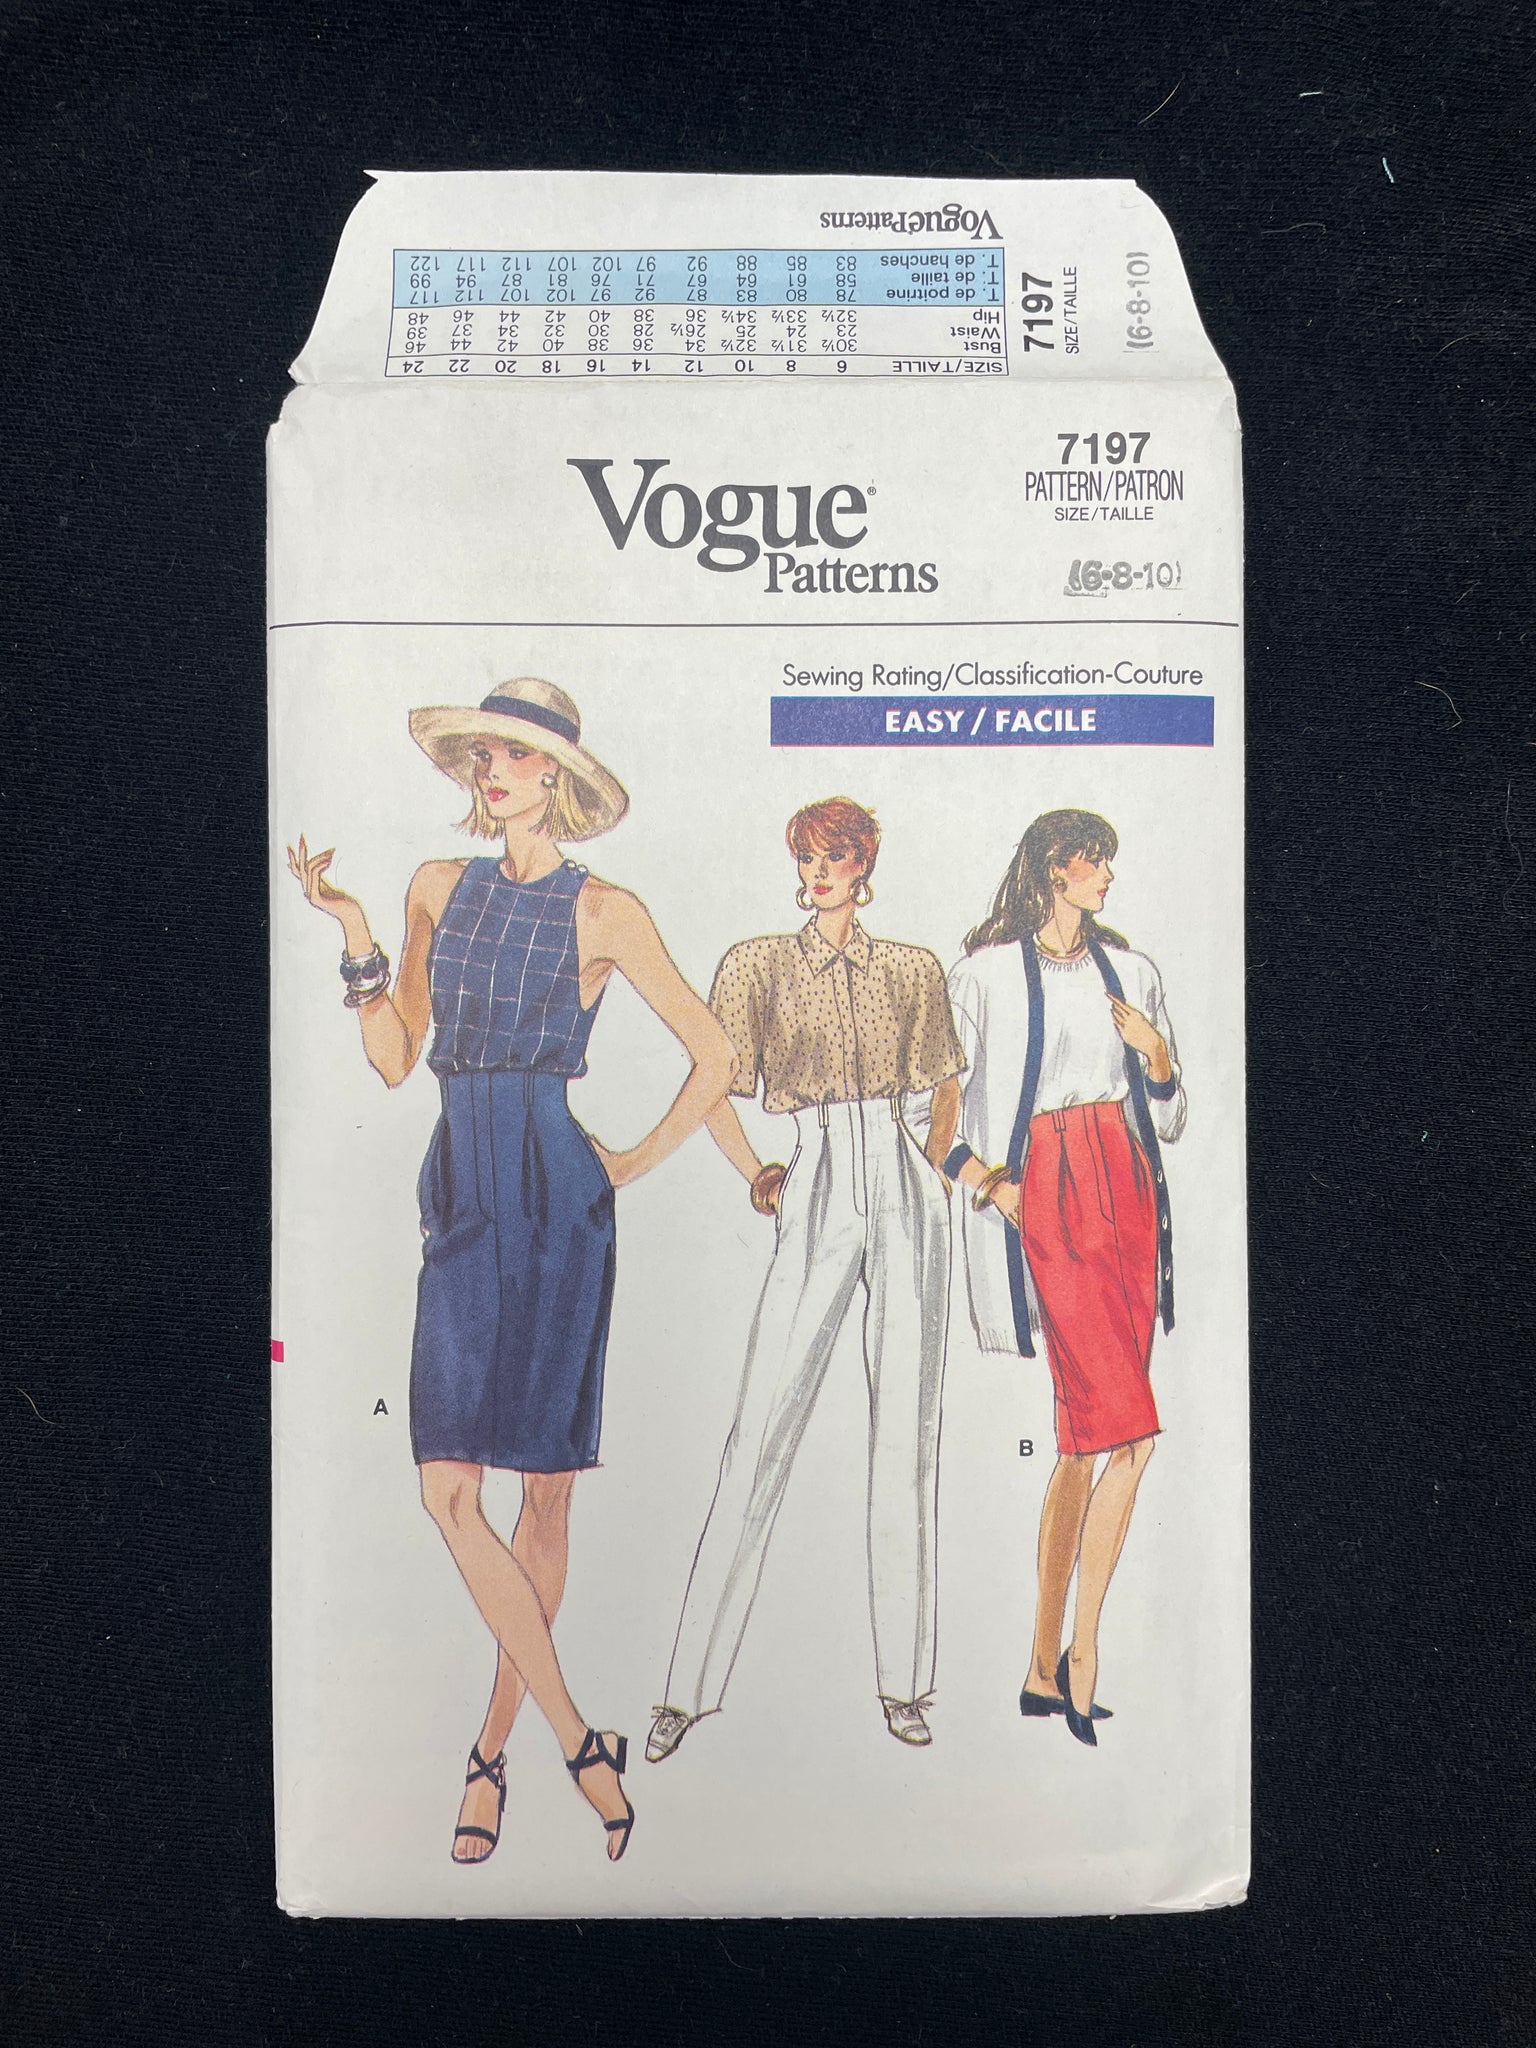 VoguePatterns
SIZE/TAILLE 6 8 10 12 14 16 18 20 22 24
Bust 30½ 31½ 32½ 34 36 38 40 42 44 46
Waist 23 24 25 26½ 28 30 32 34 37 39
Hip 32½ 33½ 34½ 36 38 40 42 44 46 48
T. de poitrine 78 80 83 87 92 97 102 107 112 117
T. de taille 58 61 64 67 71 76 81 87 94 99
T. de hanches 83 85 88 92 97 102 107 112 117 122
7197
SIZE/TAILLE
(6-8-10)
Vogue®
Patterns
7197
PATTERN/PATRON
SIZE/TAILLE
(6-8-10)
Sewing Rating/Classification-Couture
EASY / FACILE
A
B